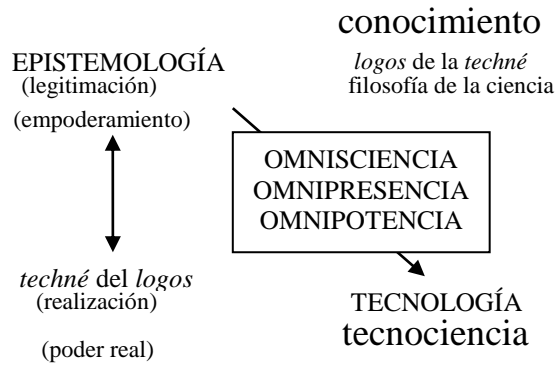 conocimiento
EPISTEMOLOGÍA
(legitimación)
(empoderamiento)
logos de la techné
filosofía de la ciencia
OMNISCIENCIA
OMNIPRESENCIA
OMNIPOTENCIA
techné del logos
(realización)
(poder real)
TECNOLOGÍA
tecnociencia